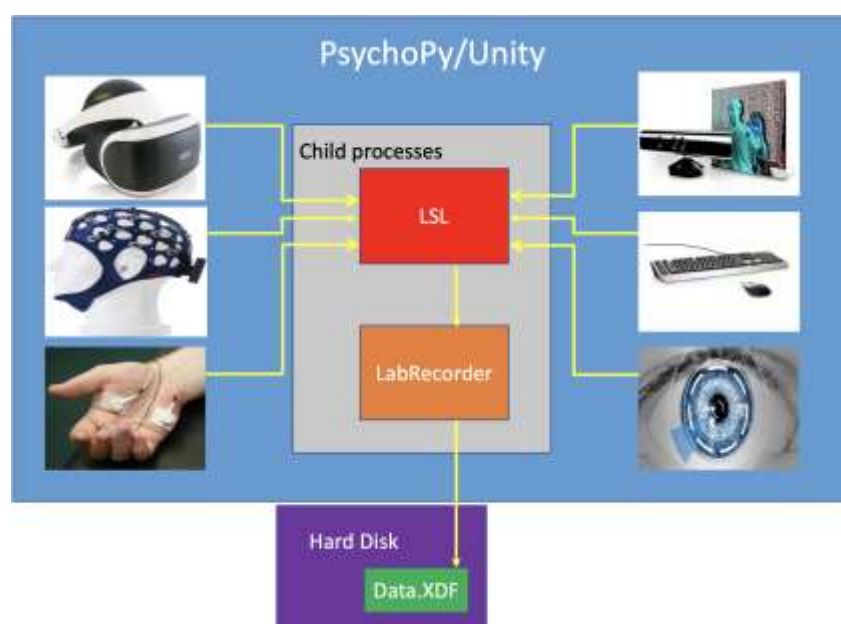 PsychoPy/Unity
Child processes
LSL
LabRecorder
Hard Disk
Data.XDF